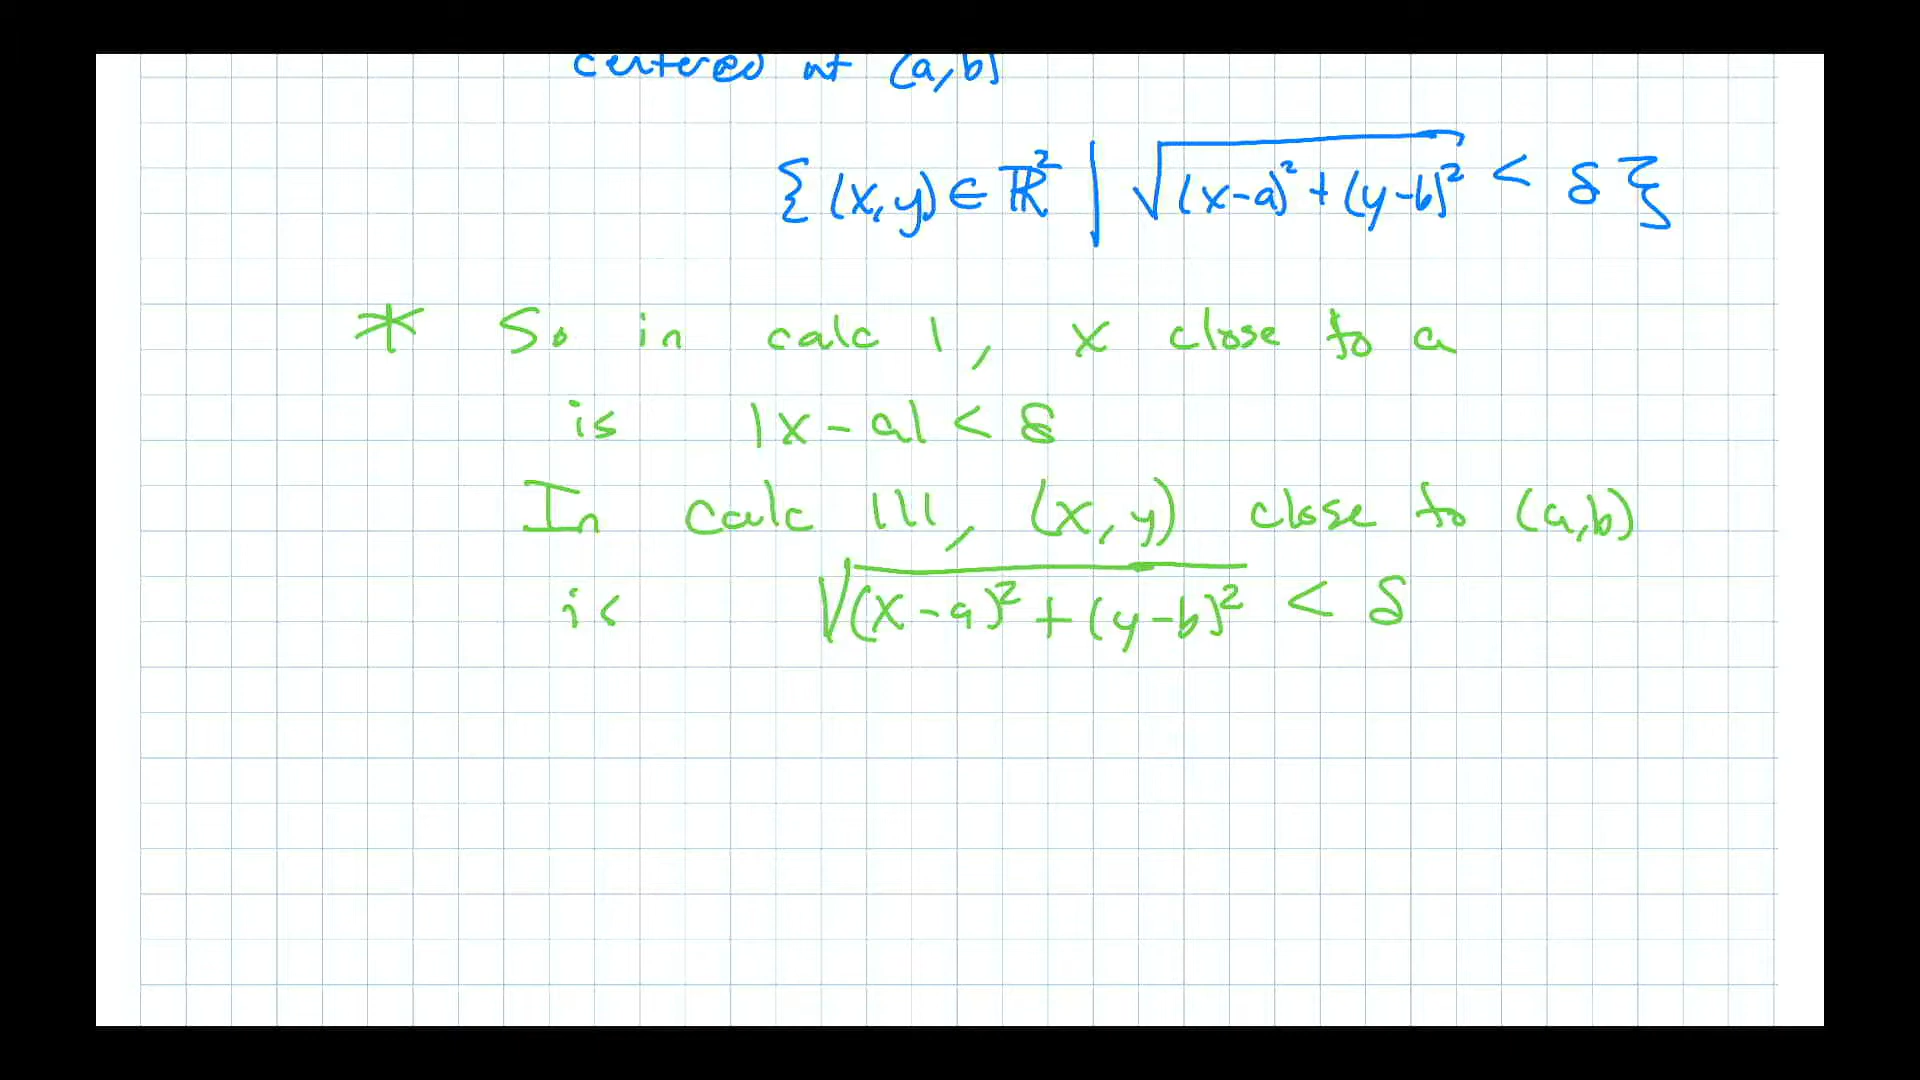 centered at (a,b)
{(x,y) ∈ ℝ² | √((x-a)² + (y-b)²) < δ}
* So in calc 1, x close to a
is |x - a| < δ
In calc III, (x,y) close to (a,b)
is √((x-a)² + (y-b)²) < δ